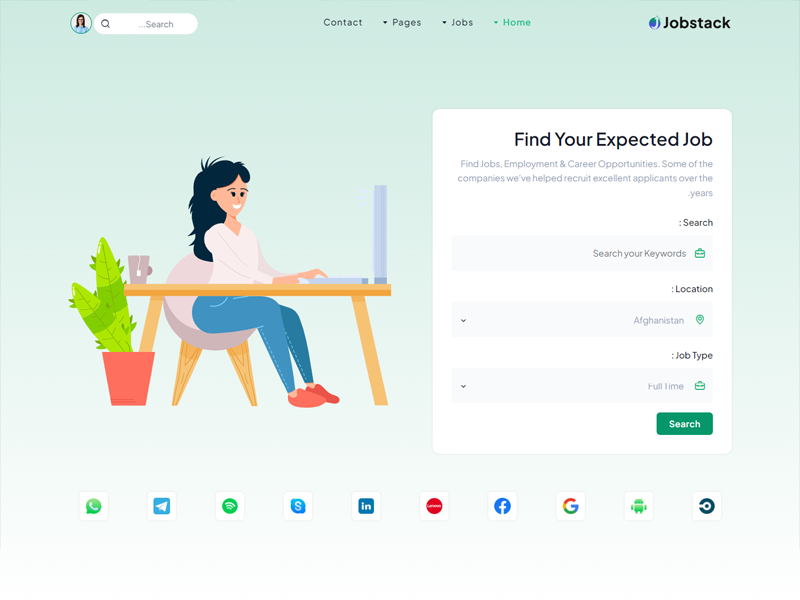 Jobstack
Home
Jobs
Pages
Contact
...Search
Find Your Expected Job
Find Jobs, Employment & Career Opportunities. Some of the
companies we've helped recruit excellent applicants over the
.years
: Search
Search your Keywords
: Location
Afghanistan
: Job Type
Full Time
Search
in
Lenovo